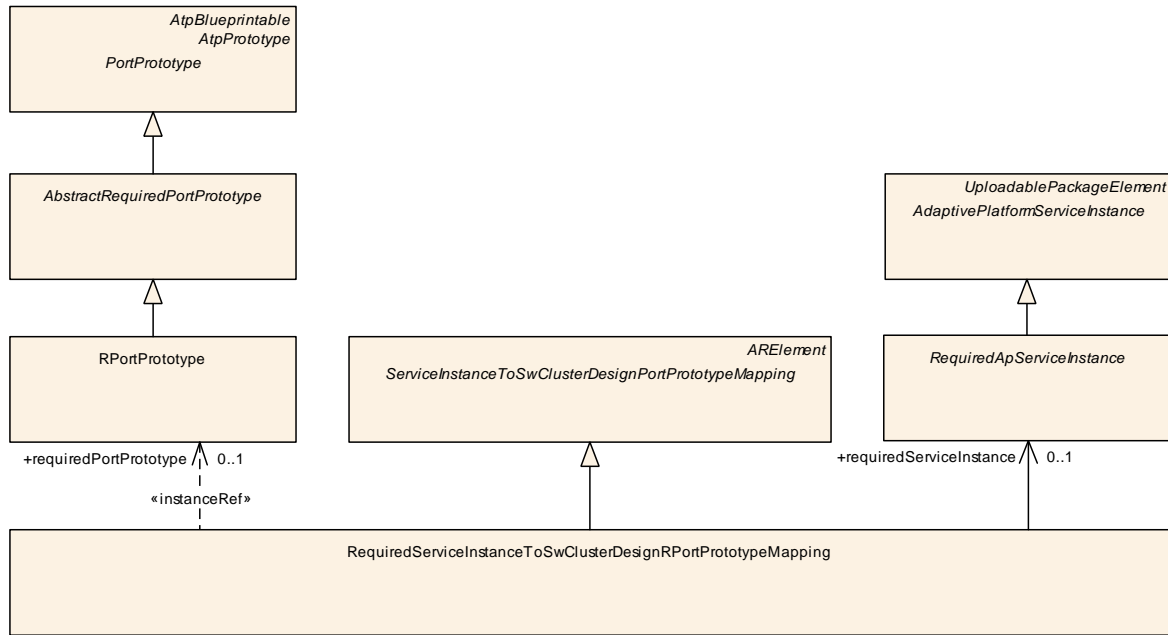 AtpBlueprintable
AtpPrototype
PortPrototype
AbstractRequiredPortPrototype
UploadablePackageElement
AdaptivePlatformServiceInstance
RPortPrototype
ARElement
ServiceInstanceToSwClusterDesignPortPrototypeMapping
RequiredApServiceInstance
+requiredPortPrototype 0..1
+requiredServiceInstance 0..1
«instanceRef»
RequiredServiceInstanceToSwClusterDesignRPortPrototypeMapping